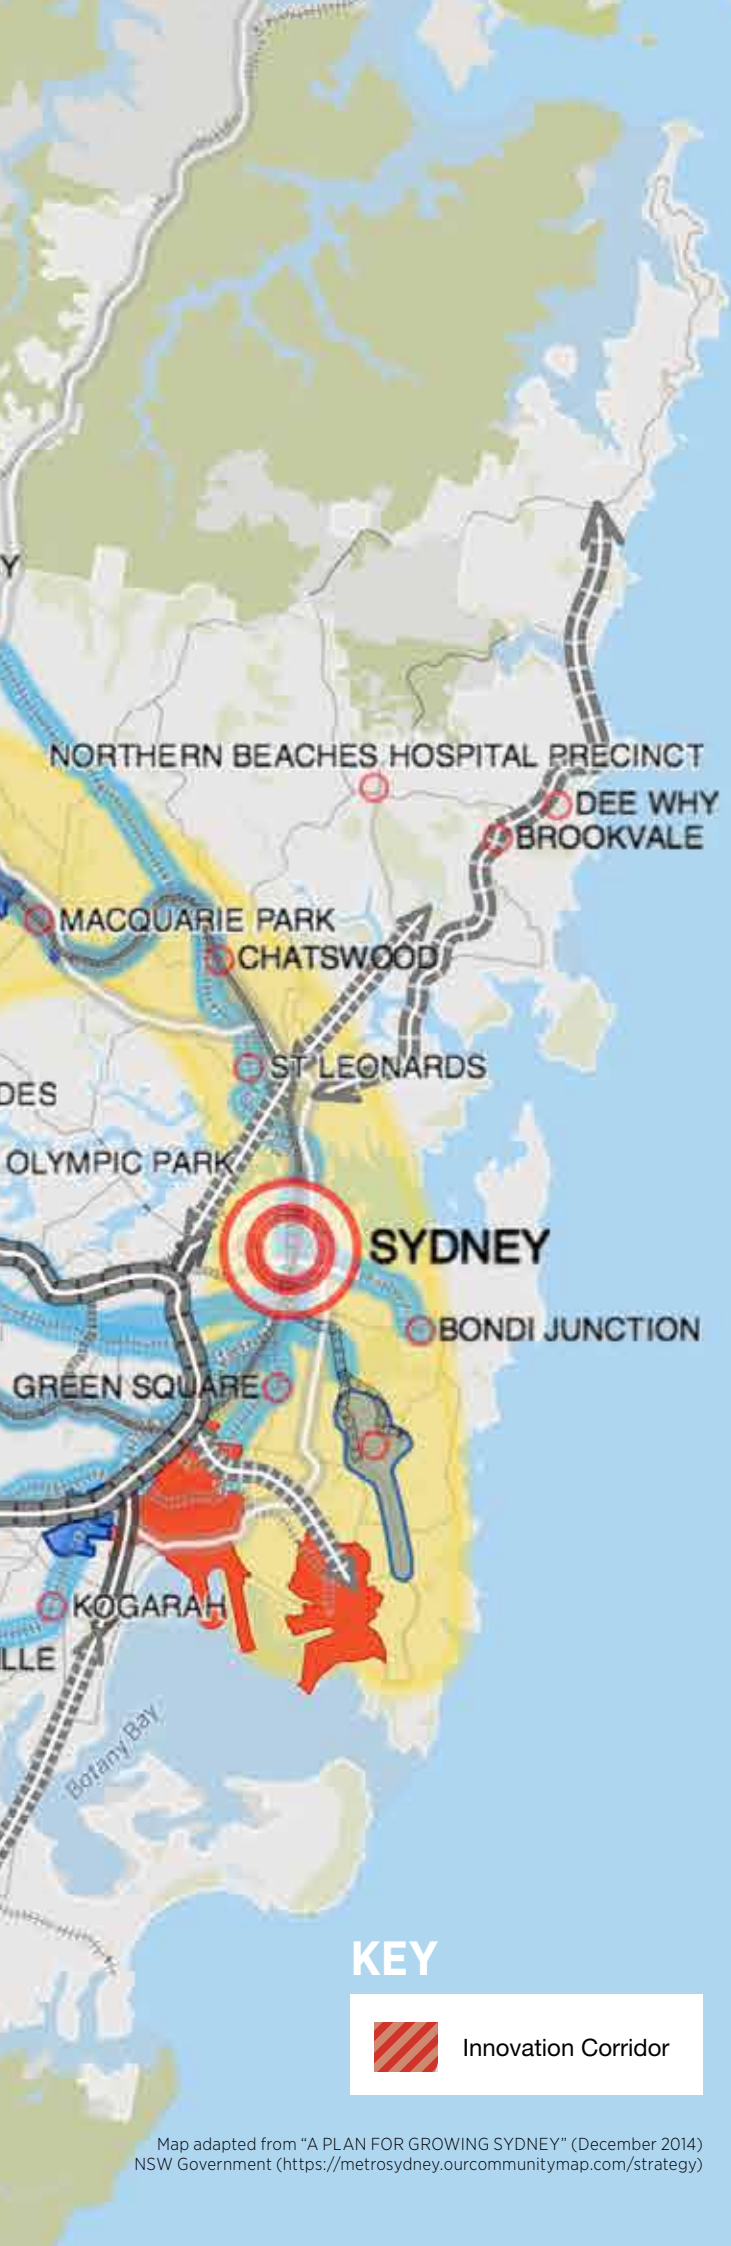 Y
NORTHERN BEACHES HOSPITAL PRECINCT
DEE WHY
BROOKVALE
MACQUARIE PARK
CHATSWOOD
ST LEONARDS
DES
OLYMPIC PARK
SYDNEY
BONDI JUNCTION
GREEN SQUARE
KOGARAH
LLE
Botany Bay
KEY
Innovation Corridor
Map adapted from “A PLAN FOR GROWING SYDNEY” (December 2014)
NSW Government (https://metrosydney.ourcommunitymap.com/strategy)